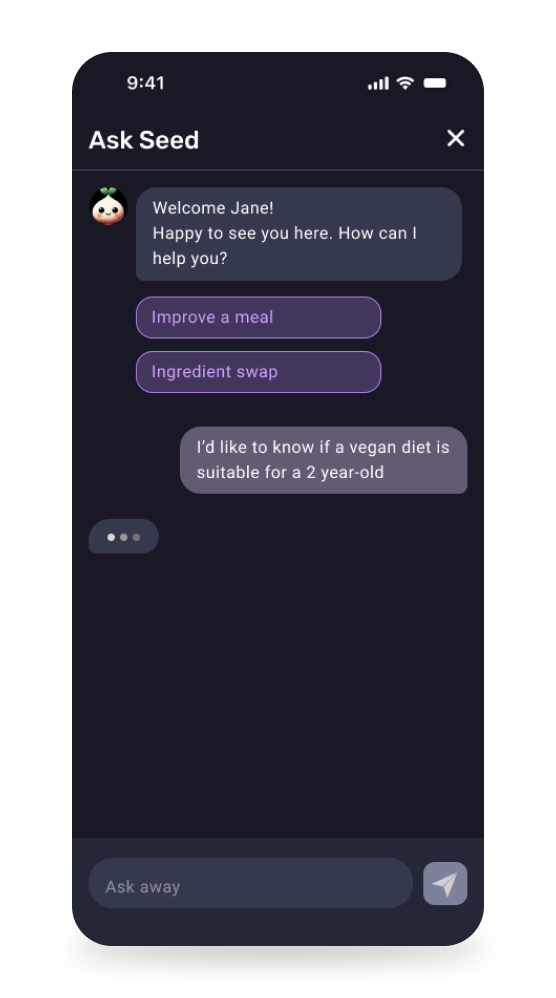 9:41
Ask Seed
Welcome Jane!
Happy to see you here. How can I
help you?
Improve a meal
Ingredient swap
I’d like to know if a vegan diet is
suitable for a 2 year-old
Ask away